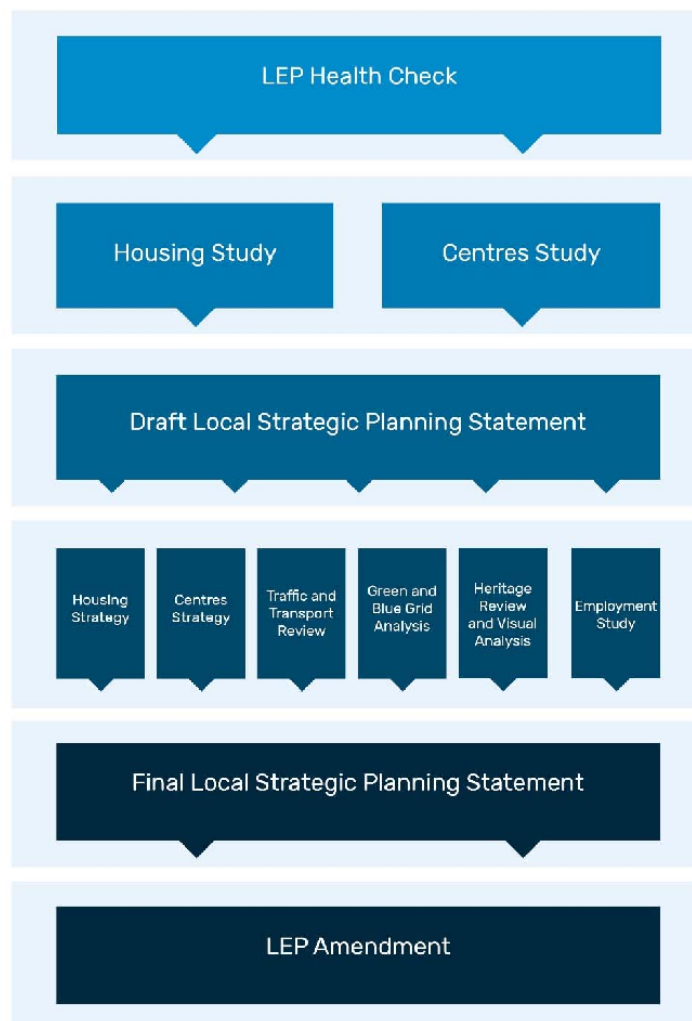 LEP Health Check
Housing Study
Centres Study
Draft Local Strategic Planning Statement
Housing
Strategy
Centres
Strategy
Traffic and
Transport
Review
Green and
Blue Grid
Analysis
Heritage
Review
and Visual
Analysis
Employment
Study
Final Local Strategic Planning Statement
LEP Amendment